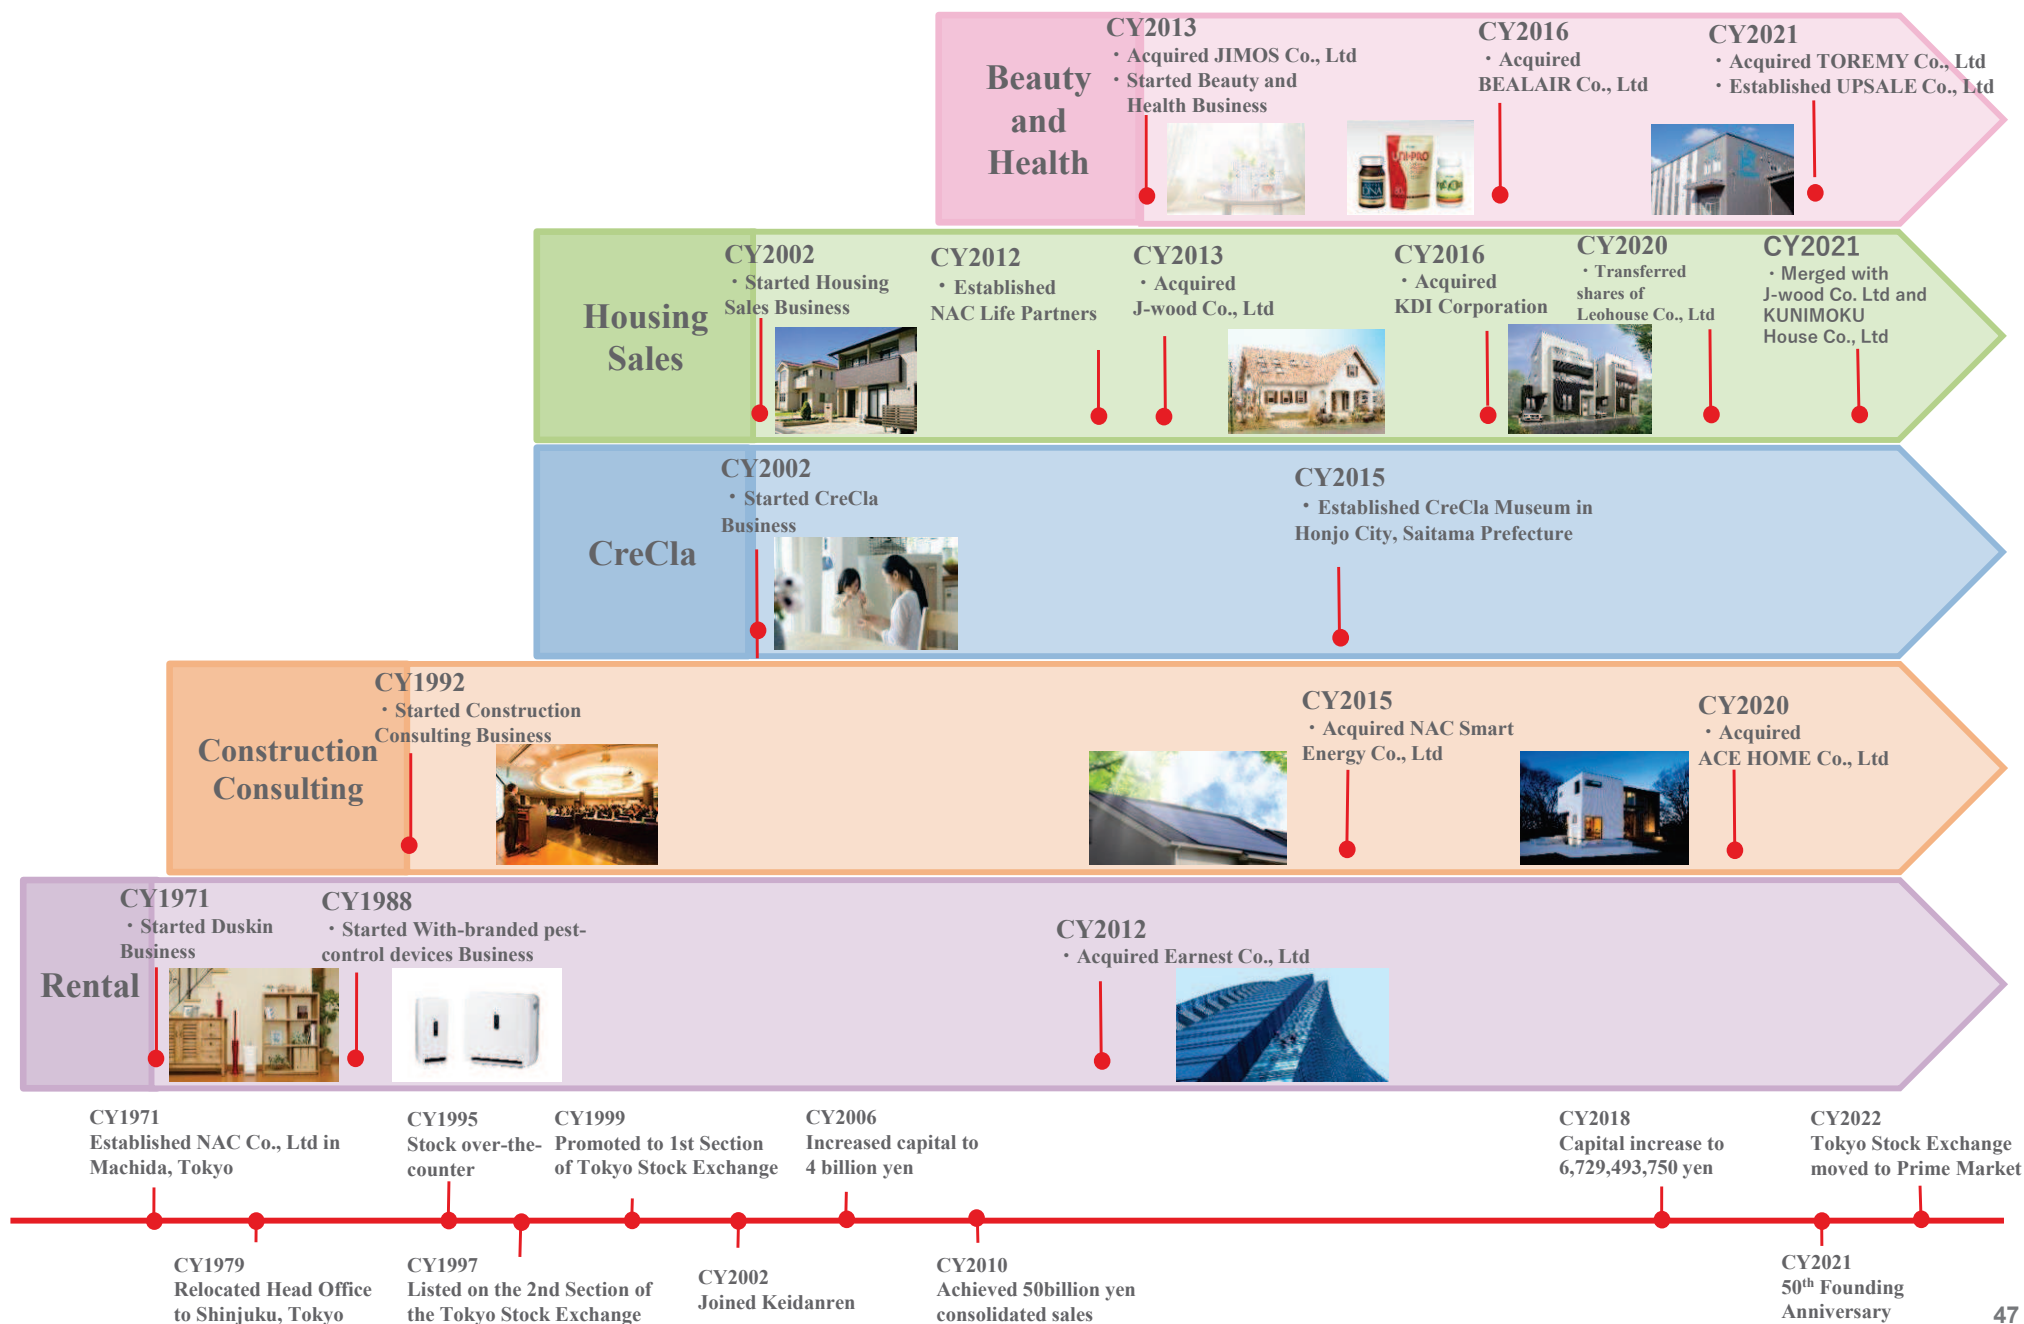 Beauty
and
Health
CY2013
・Acquired JIMOS Co., Ltd
・Started Beauty and
Health Business
CY2016
・Acquired
BEALAIR Co., Ltd
CY2021
・Acquired TOREMY Co., Ltd
・Established UPSALE Co., Ltd
UNI-PRO
DNA
Housing
Sales
CY2002
・Started Housing
Sales Business
CY2012
・Established
NAC Life Partners
CY2013
・Acquired
J-wood Co., Ltd
CY2016
・Acquired
KDI Corporation
CY2020
・Transferred
shares of
Leohouse Co., Ltd
CY2021
・Merged with
J-wood Co. Ltd and
KUNIMOKU
House Co., Ltd
CreCla
CY2002
・Started CreCla
Business
CY2015
・Established CreCla Museum in
Honjo City, Saitama Prefecture
Construction
Consulting
CY1992
・Started Construction
Consulting Business
CY2015
・Acquired NAC Smart
Energy Co., Ltd
CY2020
・Acquired
ACE HOME Co., Ltd
Rental
CY1971
・Started Duskin
Business
CY1988
・Started With-branded pest-
control devices Business
CY2012
・Acquired Earnest Co., Ltd
CY1971
Established NAC Co., Ltd in
Machida, Tokyo
CY1995
Stock over-the-
counter
CY1999
Promoted to 1st Section
of Tokyo Stock Exchange
CY2006
Increased capital to
4 billion yen
CY2018
Capital increase to
6,729,493,750 yen
CY2022
Tokyo Stock Exchange
moved to Prime Market
CY1979
Relocated Head Office
to Shinjuku, Tokyo
CY1997
Listed on the 2nd Section of
the Tokyo Stock Exchange
CY2002
Joined Keidanren
CY2010
Achieved 50billion yen
consolidated sales
CY2021
50th Founding
Anniversary
47